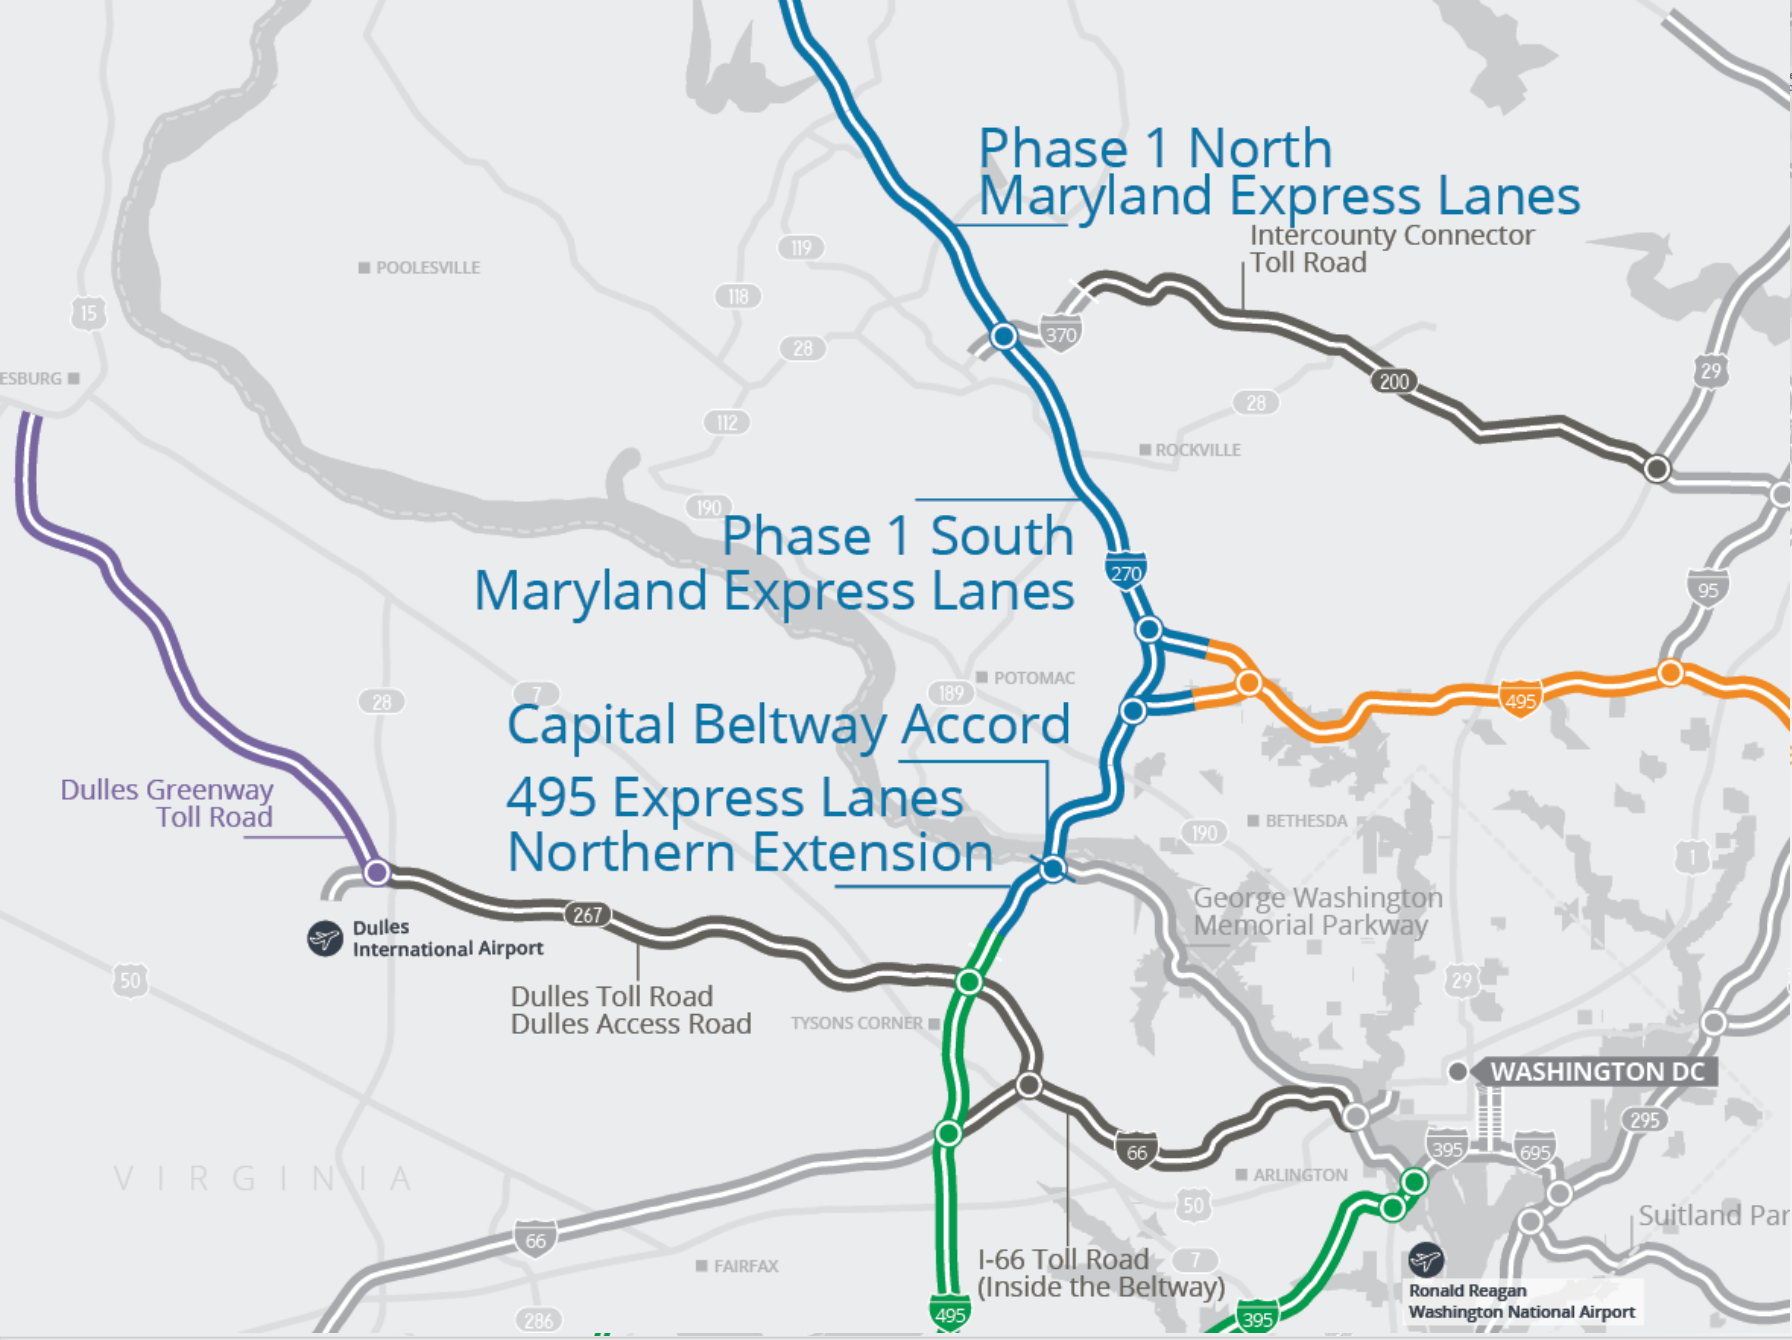 Phase 1 North
Maryland Express Lanes
Intercounty Connector
Toll Road
119
POOLESVILLE
118
15
370
28
29
ESBURG
200
28
112
ROCKVILLE
190
Phase 1 South
Maryland Express Lanes
270
95
POTOMAC
189
7
28
495
Capital Beltway Accord
495 Express Lanes
Northern Extension
Dulles Greenway
Toll Road
190
BETHESDA
1
George Washington
Memorial Parkway
267
Dulles
International Airport
50
29
Dulles Toll Road
Dulles Access Road
TYSONS CORNER
WASHINGTON DC
295
66
395
695
VIRGINIA
ARLINGTON
50
Suitland Par
66
I-66 Toll Road
(Inside the Beltway)
7
FAIRFAX
Ronald Reagan
Washington National Airport
495
395
286